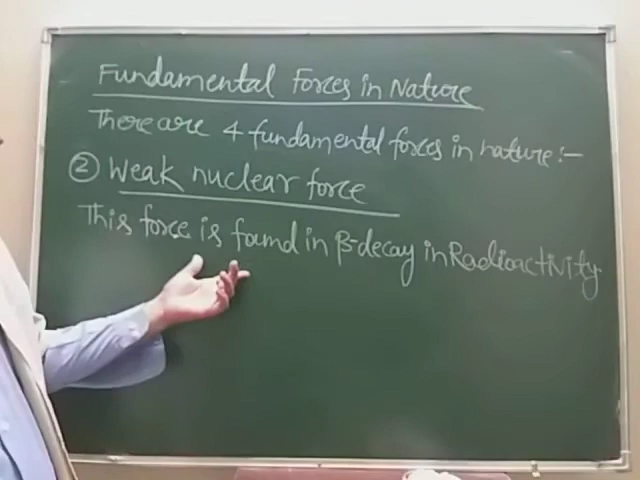 Fundamental Forces in Nature
There are 4 fundamental forces in nature:-
② Weak nuclear force
This force is found in β-decay in Radioactivity.